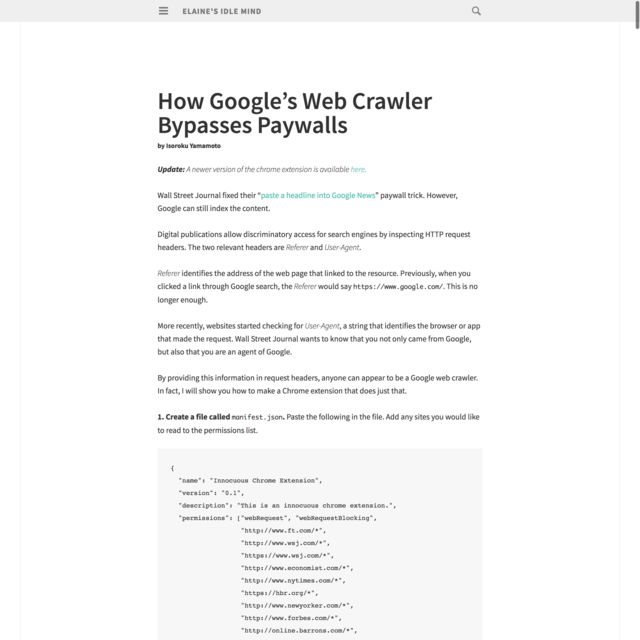 ELAINE'S IDLE MIND
How Google's Web Crawler
Bypasses Paywalls
by Isoroku Yamamoto
Update: A newer version of the chrome extension is available here.
Wall Street Journal fixed their "paste a headline into Google News" paywall trick. However,
Google can still index the content.
Digital publications allow discriminatory access for search engines by inspecting HTTP request
headers. The two relevant headers are Referer and User-Agent.
Referer identifies the address of the web page that linked to the resource. Previously, when you
clicked a link through Google search, the Referer would say https://www.google.com/. This is no
longer enough.
More recently, websites started checking for User-Agent, a string that identifies the browser or app
that made the request. Wall Street Journal wants to know that you not only came from Google,
but also that you are an agent of Google.
By providing this information in request headers, anyone can appear to be a Google web crawler.
In fact, I will show you how to make a Chrome extension that does just that.
1. Create a file called manifest.json. Paste the following in the file. Add any sites you would like
to read to the permissions list.
{
"name": "Innocuous Chrome Extension",
"version": "0.1",
"description": "This is an innocuous chrome extension.",
"permissions": ["webRequest", "webRequestBlocking",
"http://www.ft.com/*",
"http://www.wsj.com/*",
"https://www.wsj.com/*",
"http://www.economist.com/*",
"http://www.nytimes.com/*",
"https://hbr.org/*",
"http://www.newyorker.com/*",
"http://www.forbes.com/*",
"http://online.barrons.com/*",